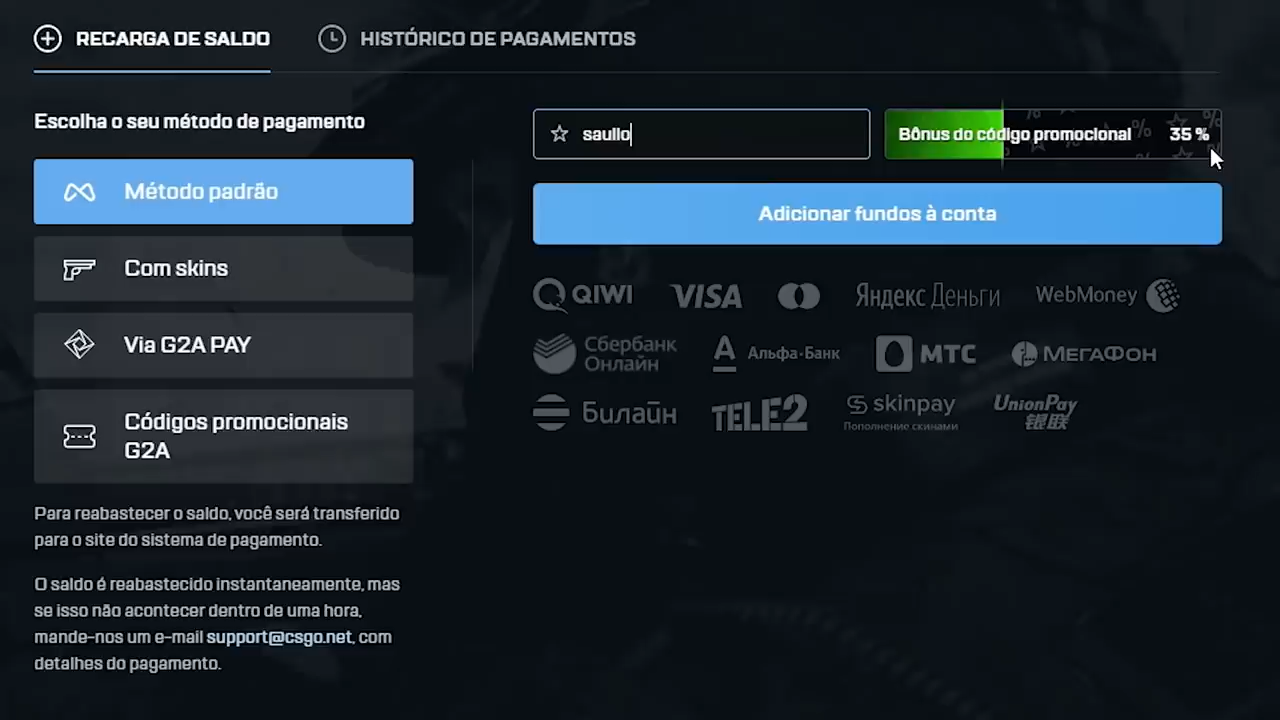 RECARGA DE SALDO
HISTÓRICO DE PAGAMENTOS
Escolha o seu método de pagamento
Método padrão
Com skins
Via G2A PAY
Códigos promocionais
G2A
Para reabastecer o saldo, você será transferido
para o site do sistema de pagamento.
O saldo é reabastecido instantaneamente, mas
se isso não acontecer dentro de uma hora,
mande-nos um e-mail support@csgo.net, com
detalhes do pagamento.
saullo
Bônus do código promocional 35 %
Adicionar fundos à conta
QIWI VISA Яндекс Деньги WebMoney
Сбербанк
Онлайн
Альфа·Банк МТС МЕГАФОН
Билайн TELE2 skinpay
Пополнение скинами
UnionPay
银联